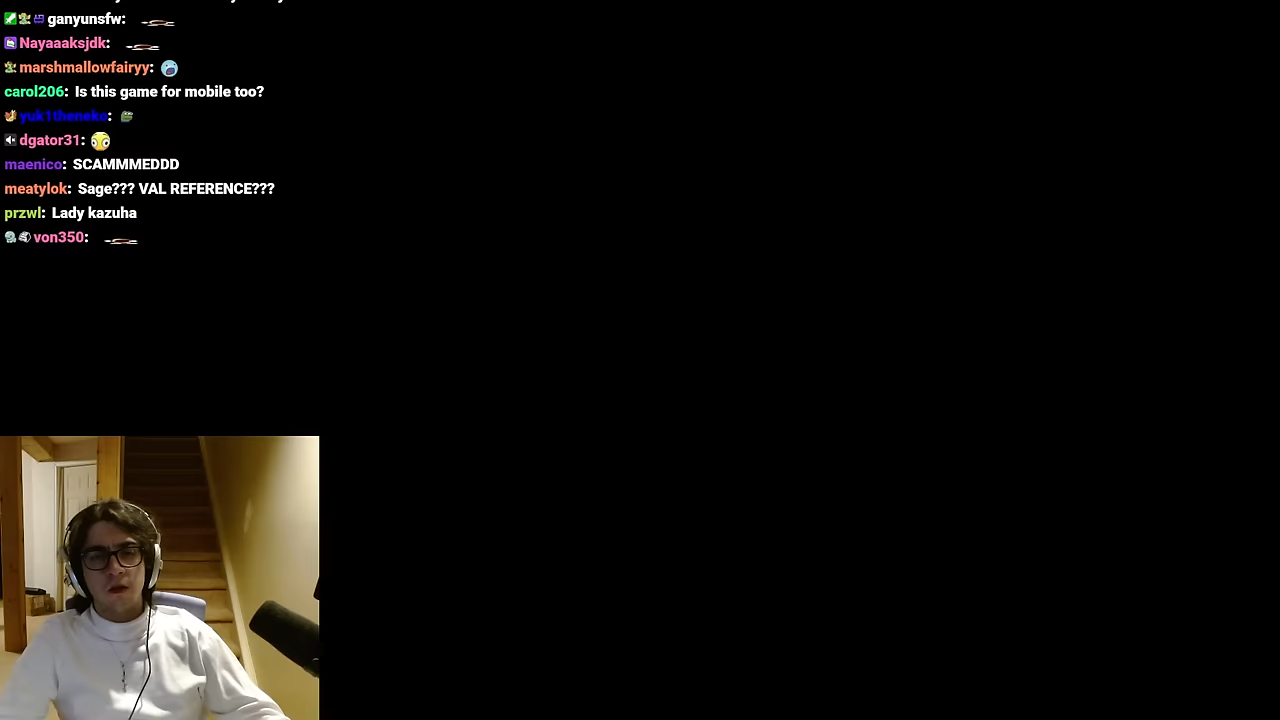 ganyunsfw:
Nayaaaksjdk:
marshmallowfairyy:
carol206: Is this game for mobile too?
yuk1theneko:
dgator31:
maenico: SCAMMMEDDD
meatylok: Sage??? VAL REFERENCE???
przwl: Lady kazuha
von350: